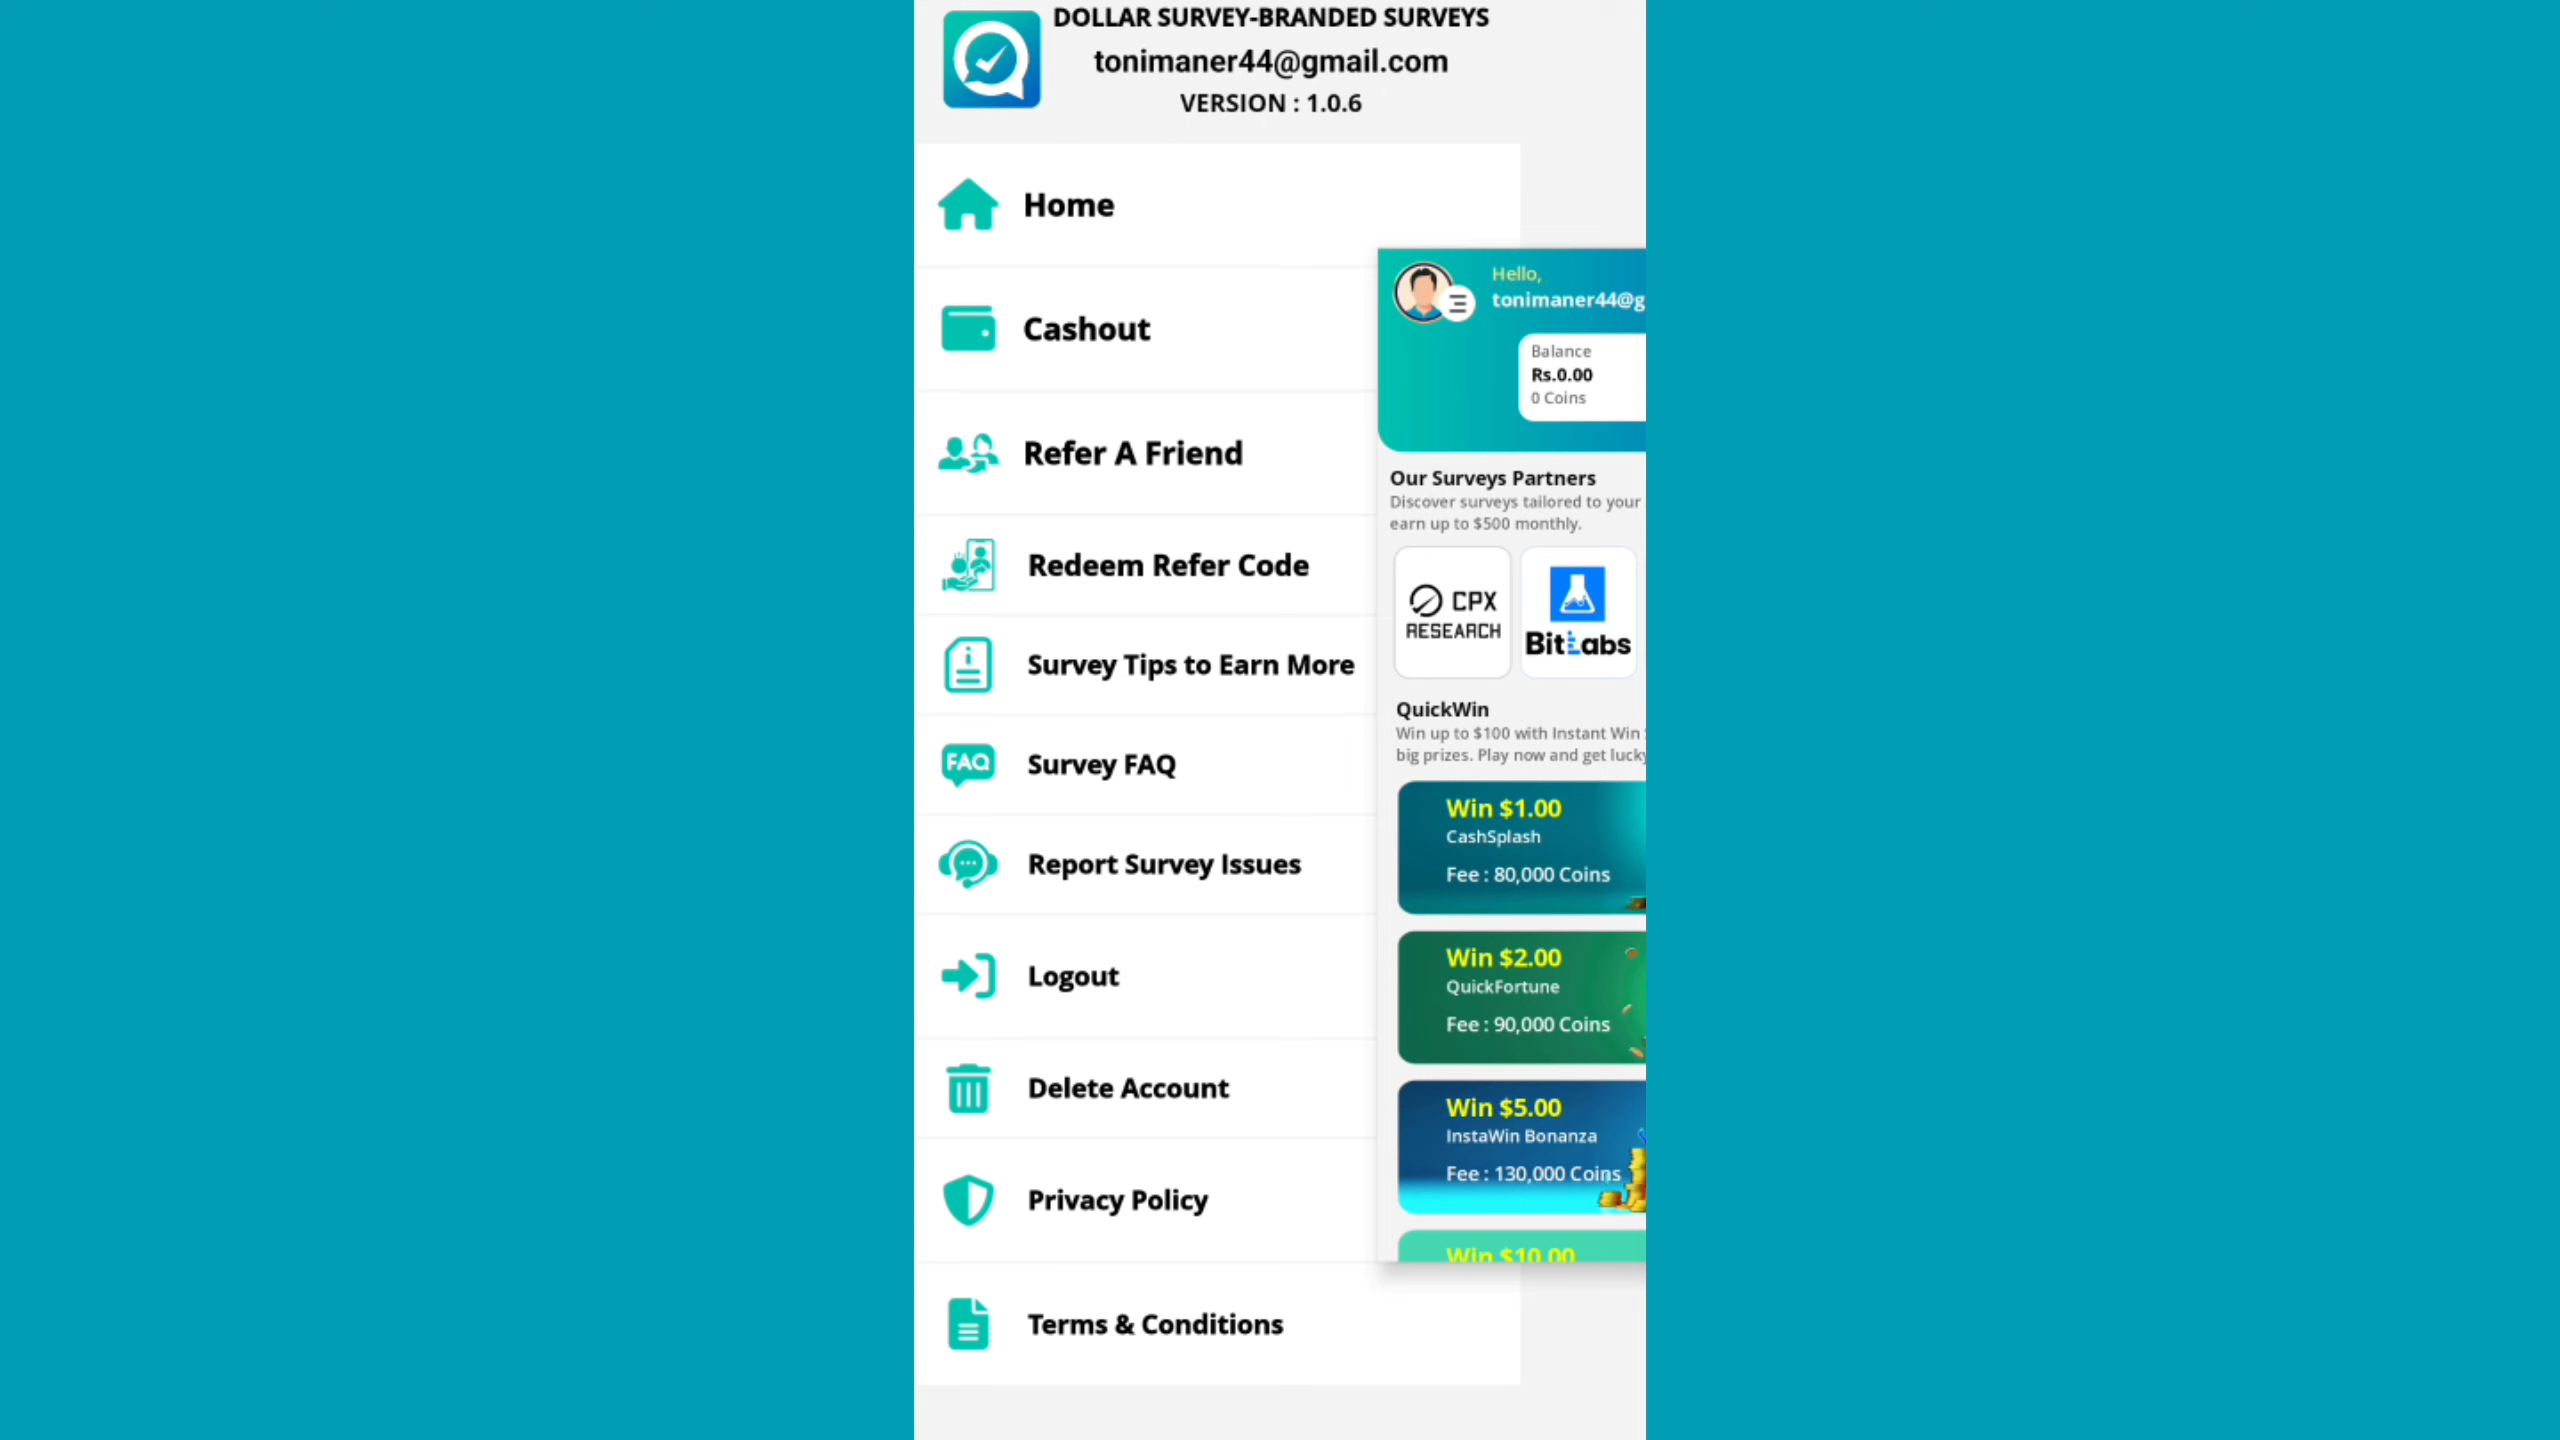 DOLLAR SURVEY-BRANDED SURVEYS
tonimaner44@gmail.com
VERSION : 1.0.6
Home
Cashout
Refer A Friend
Redeem Refer Code
Survey Tips to Earn More
FAQ
Survey FAQ
Report Survey Issues
Logout
Delete Account
Privacy Policy
Terms & Conditions
Hello,
tonimaner44@g
Balance
Rs.0.00
0 Coins
Our Surveys Partners
Discover surveys tailored to your
earn up to $500 monthly.
CPX
RESEARCH
BitLabs
QuickWin
Win up to $100 with Instant Win
big prizes. Play now and get lucky
Win $1.00
CashSplash
Fee : 80,000 Coins
Win $2.00
QuickFortune
Fee : 90,000 Coins
Win $5.00
InstaWin Bonanza
Fee : 130,000 Coins
Win $10.00